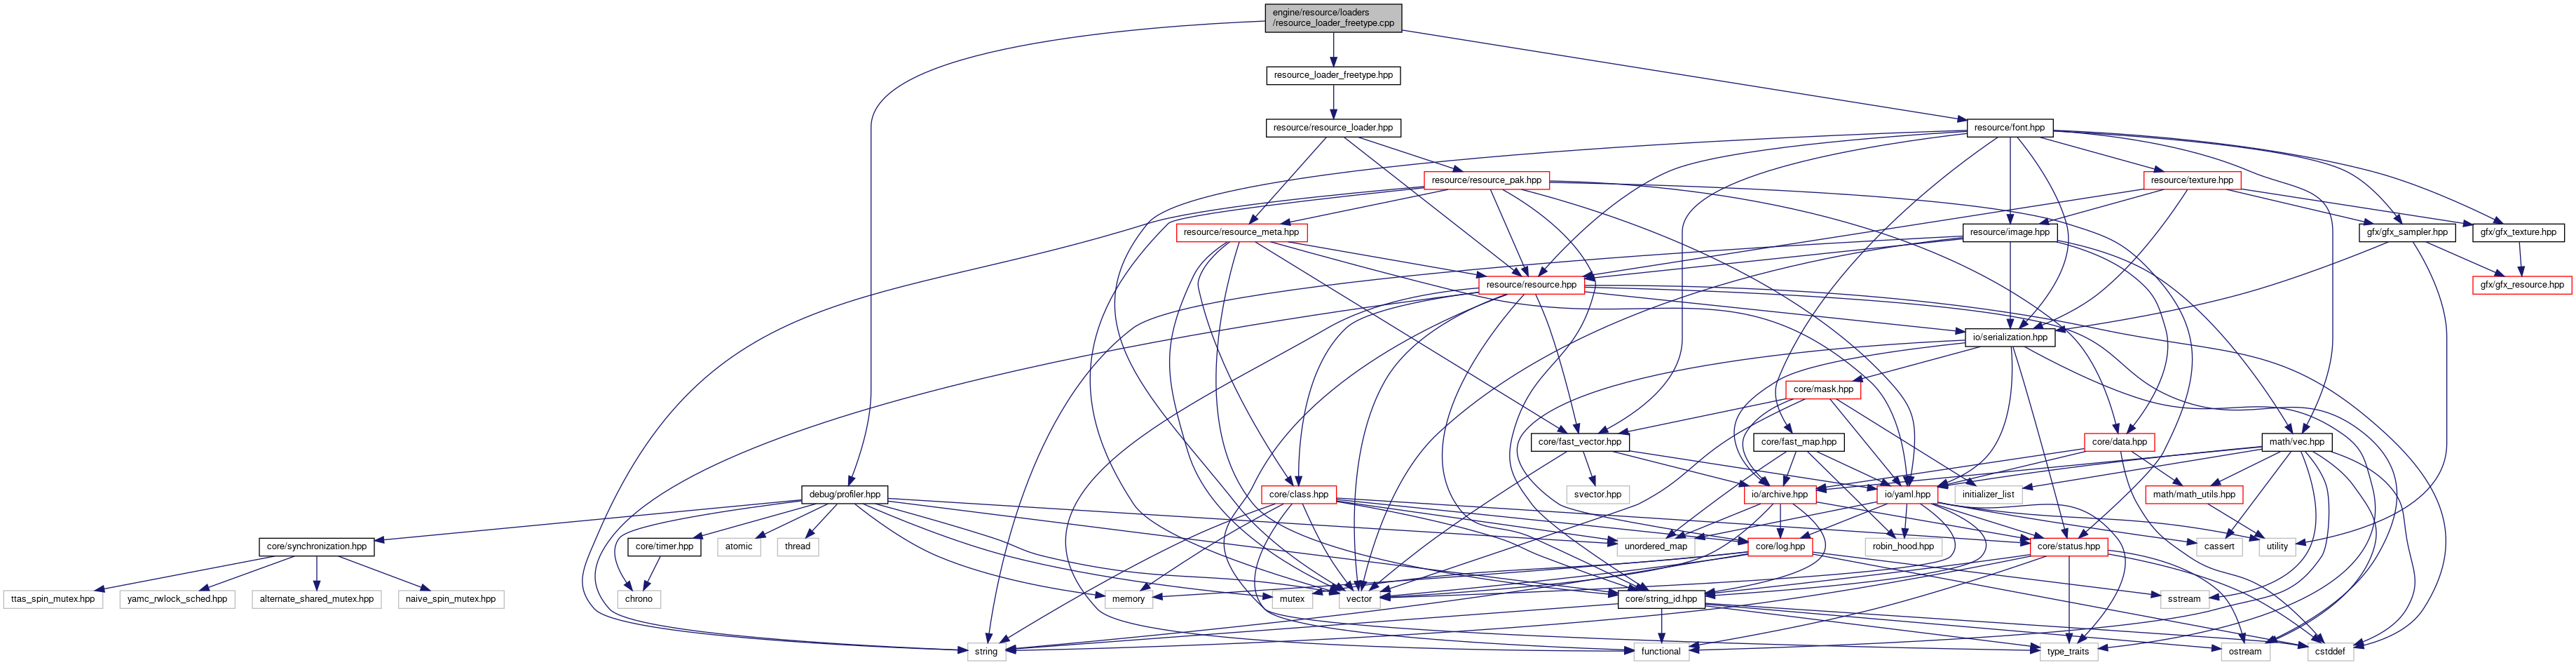 engine/resource/loaders
/resource_loader_freetype.cpp
resource_loader_freetype.hpp
resource/resource_loader.hpp
resource/font.hpp
resource/resource_pak.hpp
resource/texture.hpp
resource/resource_meta.hpp
resource/image.hpp
gfx/gfx_sampler.hpp
gfx/gfx_texture.hpp
resource/resource.hpp
gfx/gfx_resource.hpp
io/serialization.hpp
core/mask.hpp
core/fast_vector.hpp
core/fast_map.hpp
core/data.hpp
math/vec.hpp
debug/profiler.hpp
core/class.hpp
svector.hpp
io/archive.hpp
io/yaml.hpp
initializer_list
math/math_utils.hpp
core/synchronization.hpp
core/timer.hpp
atomic
thread
unordered_map
core/log.hpp
robin_hood.hpp
core/status.hpp
cassert
utility
ttas_spin_mutex.hpp
yamc_rwlock_sched.hpp
alternate_shared_mutex.hpp
naive_spin_mutex.hpp
chrono
memory
mutex
vector
core/string_id.hpp
sstream
string
functional
type_traits
ostream
cstddef